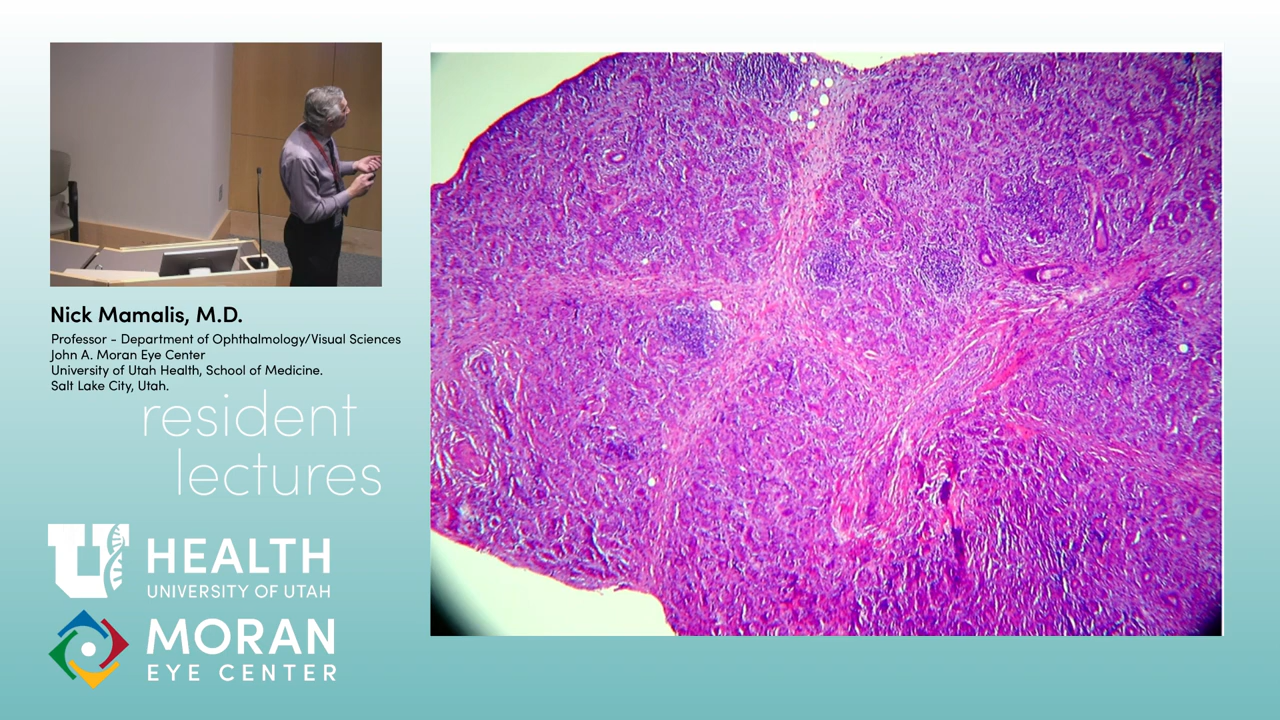 Nick Mamalis, M.D.
Professor - Department of Ophthalmology/Visual Sciences
John A. Moran Eye Center
University of Utah Health, School of Medicine.
Salt Lake City, Utah.
resident
lectures
U HEALTH
UNIVERSITY OF UTAH
MORAN
EYE CENTER